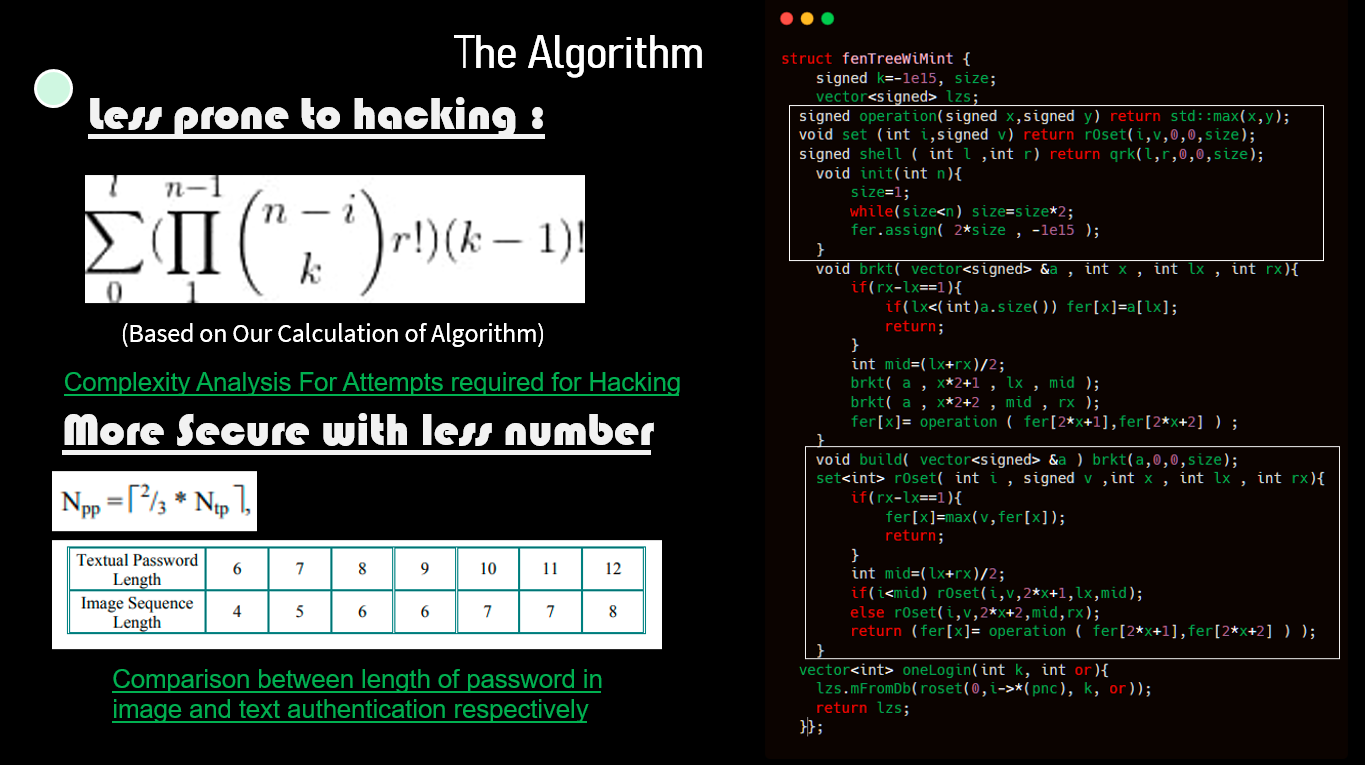 The Algorithm
Less prone to hacking :
l n−1
∑(∏(n − i k)r!)(k − 1)!
0 1
(Based on Our Calculation of Algorithm)
Complexity Analysis For Attempts required for Hacking
More Secure with less number
Npp =⌈2/3 * Ntp ⌉,
Textual Password Length 6 7 8 9 10 11 12
Image Sequence Length 4 5 6 6 7 7 8
Comparison between length of password in
image and text authentication respectively
struct fenTreeWiMint {
signed k=-1e15, size;
vector<signed> lzs;
signed operation(signed x,signed y) return std::max(x,y);
void set (int i,signed v) return rOset(i,v,0,0,size);
signed shell ( int l ,int r) return qrk(l,r,0,0,size);
void init(int n){
size=1;
while(size<n) size=size*2;
fer.assign( 2*size , -1e15 );
}
void brkt( vector<signed> &a , int x , int lx , int rx){
if(rx-lx==1){
if(lx<(int)a.size()) fer[x]=a[lx];
return;
}
int mid=(lx+rx)/2;
brkt( a , x*2+1 , lx , mid );
brkt( a , x*2+2 , mid , rx );
fer[x]= operation ( fer[2*x+1],fer[2*x+2] ) ;
}
void build( vector<signed> &a ) brkt(a,0,0,size);
set<int> rOset( int i , signed v ,int x , int lx , int rx){
if(rx-lx==1){
fer[x]=max(v,fer[x]);
return;
}
int mid=(lx+rx)/2;
if(i<mid) rOset(i,v,2*x+1,lx,mid);
else rOset(i,v,2*x+2,mid,rx);
return (fer[x]= operation ( fer[2*x+1],fer[2*x+2] ) );
}
vector<int> oneLogin(int k, int or){
lzs.mFromDb(roset(0,i->*(pnc), k, or));
return lzs;
}};